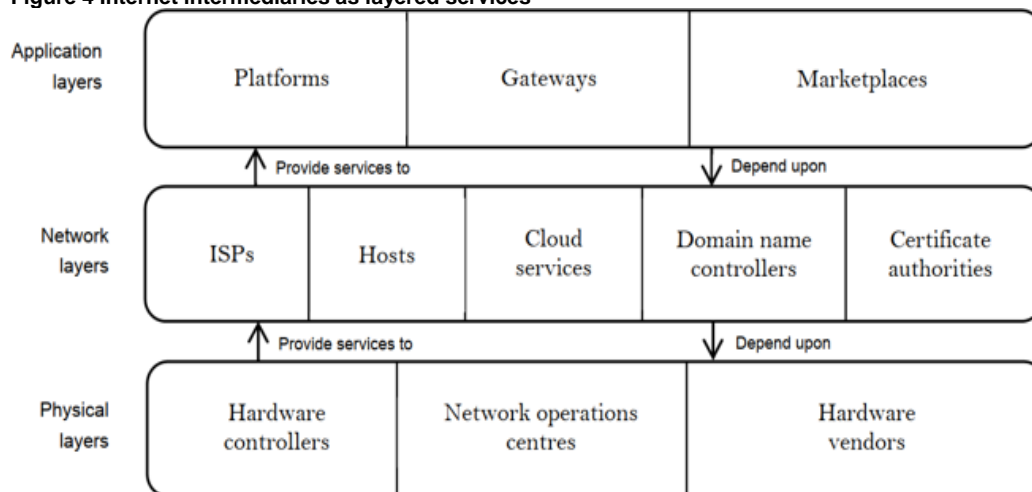 Figure 4 Internet intermediaries as layered services
Application
layers
Platforms
Gateways
Marketplaces
Provide services to
Depend upon
Network
layers
ISPs
Hosts
Cloud
services
Domain name
controllers
Certificate
authorities
Provide services to
Depend upon
Physical
layers
Hardware
controllers
Network operations
centres
Hardware
vendors